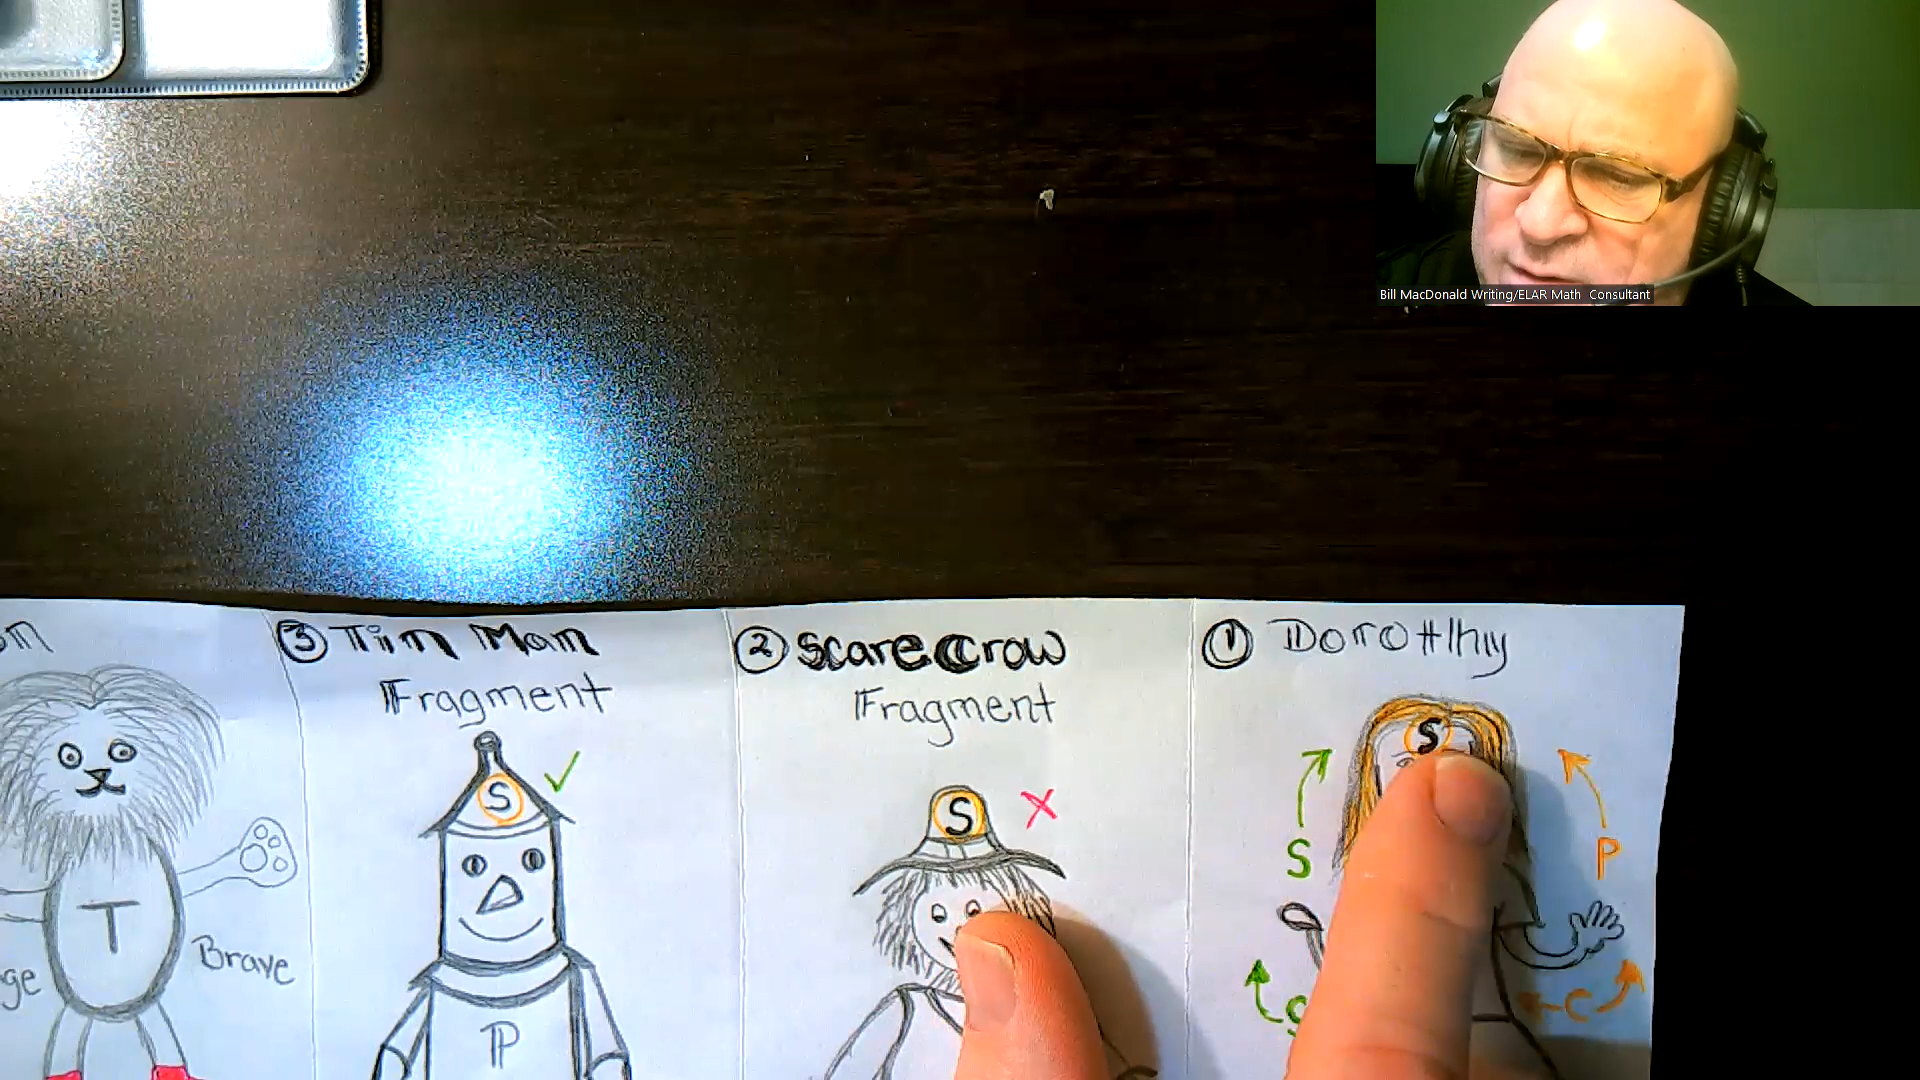 Bill MacDonald Writing/ELAR Math Consultant
③ Tin Man
Fragment
S
P
② Scarecrow
Fragment
S
① Dorothy
S
S
P
S
C
T
Brave